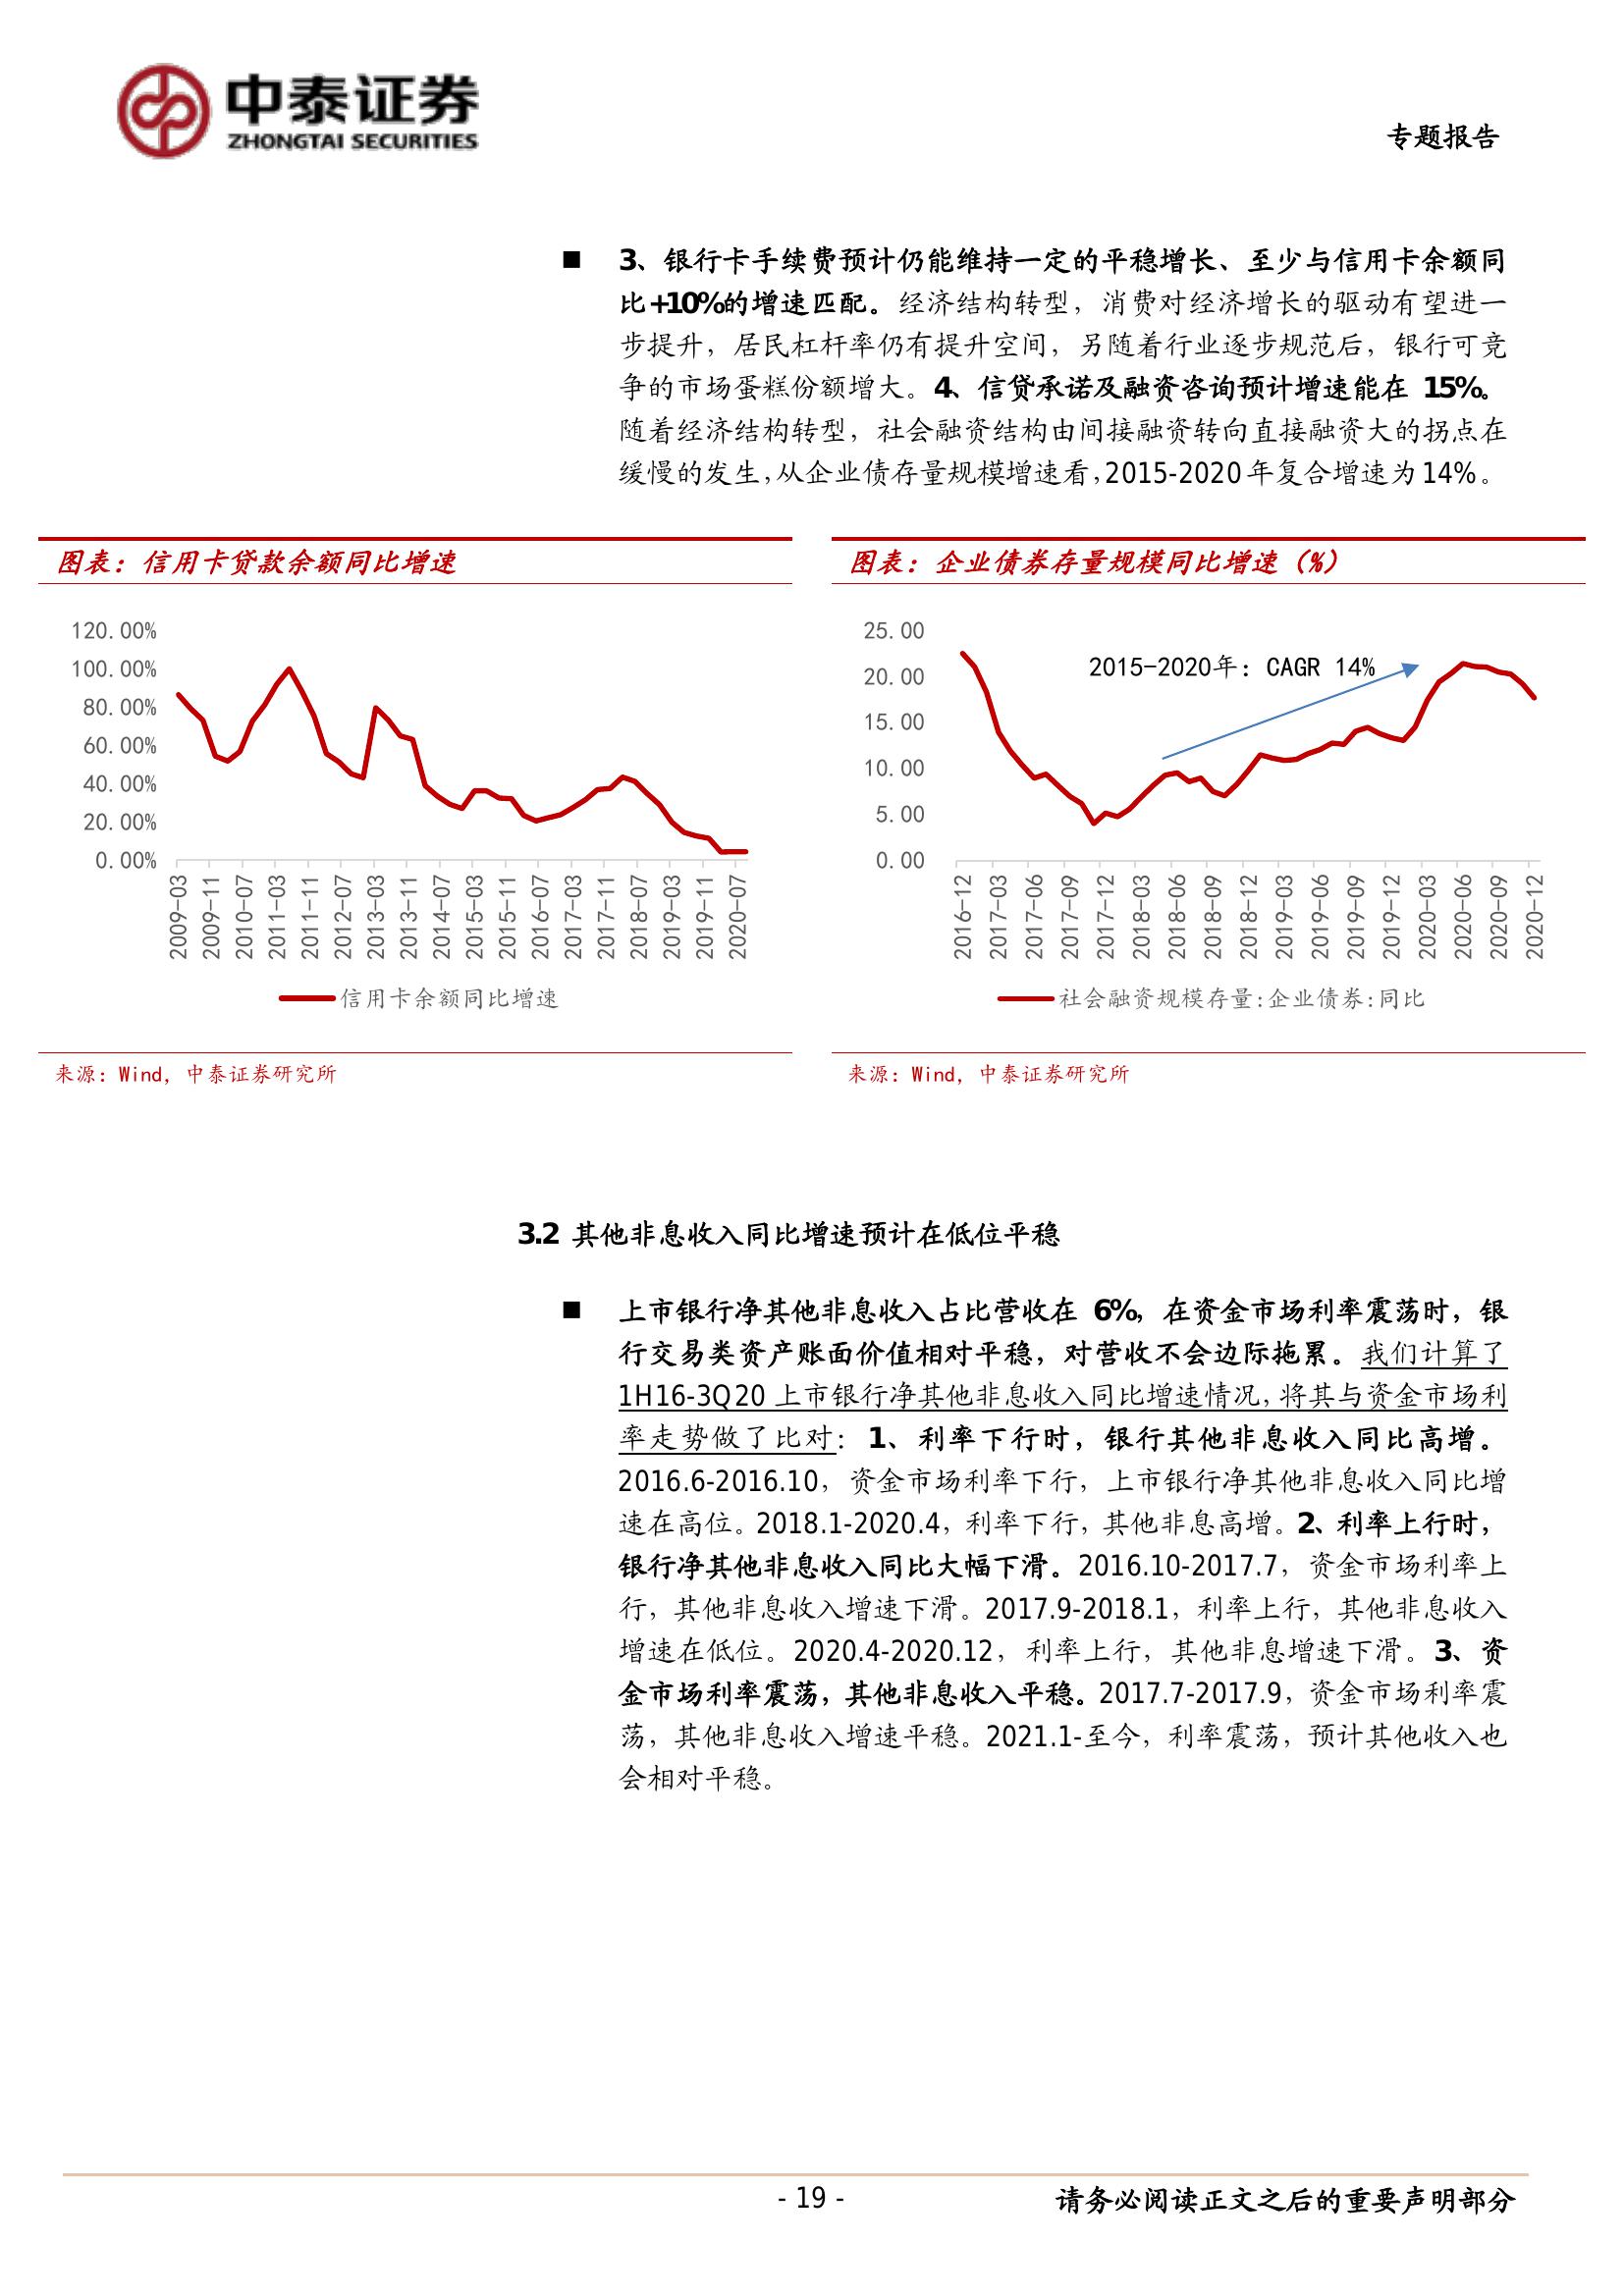 中泰证券
ZHONGTAI SECURITIES
专题报告
■ 3、银行卡手续费预计仍能维持一定的平稳增长、至少与信用卡余额同
比+10%的增速匹配。经济结构转型，消费对经济增长的驱动有望进一
步提升，居民杠杆率仍有提升空间，另随着行业逐步规范后，银行可竞
争的市场蛋糕份额增大。4、信贷承诺及融资咨询预计增速能在 15%。
随着经济结构转型，社会融资结构由间接融资转向直接融资大的拐点在
缓慢的发生，从企业债存量规模增速看，2015-2020 年复合增速为 14%。
图表：信用卡贷款余额同比增速
120.00%
100.00%
80.00%
60.00%
40.00%
20.00%
0.00%
2009-03
2009-11
2010-07
2011-03
2011-11
2012-07
2013-03
2013-11
2014-07
2015-03
2015-11
2016-07
2017-03
2017-11
2018-07
2019-03
2019-11
2020-07
信用卡余额同比增速
来源：Wind，中泰证券研究所
图表：企业债券存量规模同比增速（%）
25.00
20.00
15.00
10.00
5.00
0.00
2015-2020年：CAGR 14%
2016-12
2017-03
2017-06
2017-09
2017-12
2018-03
2018-06
2018-09
2018-12
2019-03
2019-06
2019-09
2019-12
2020-03
2020-06
2020-09
2020-12
社会融资规模存量:企业债券:同比
来源：Wind，中泰证券研究所
3.2 其他非息收入同比增速预计在低位平稳
■ 上市银行净其他非息收入占比营收在 6%，在资金市场利率震荡时，银
行交易类资产账面价值相对平稳，对营收不会边际拖累。我们计算了
1H16-3Q20 上市银行净其他非息收入同比增速情况，将其与资金市场利
率走势做了比对：1、利率下行时，银行其他非息收入同比高增。
2016.6-2016.10，资金市场利率下行，上市银行净其他非息收入同比增
速在高位。2018.1-2020.4，利率下行，其他非息高增。2、利率上行时，
银行净其他非息收入同比大幅下滑。2016.10-2017.7，资金市场利率上
行，其他非息收入增速下滑。2017.9-2018.1，利率上行，其他非息收入
增速在低位。2020.4-2020.12，利率上行，其他非息增速下滑。3、资
金市场利率震荡，其他非息收入平稳。2017.7-2017.9，资金市场利率震
荡，其他非息收入增速平稳。2021.1-至今，利率震荡，预计其他收入也
会相对平稳。
- 19 -
请务必阅读正文之后的重要声明部分